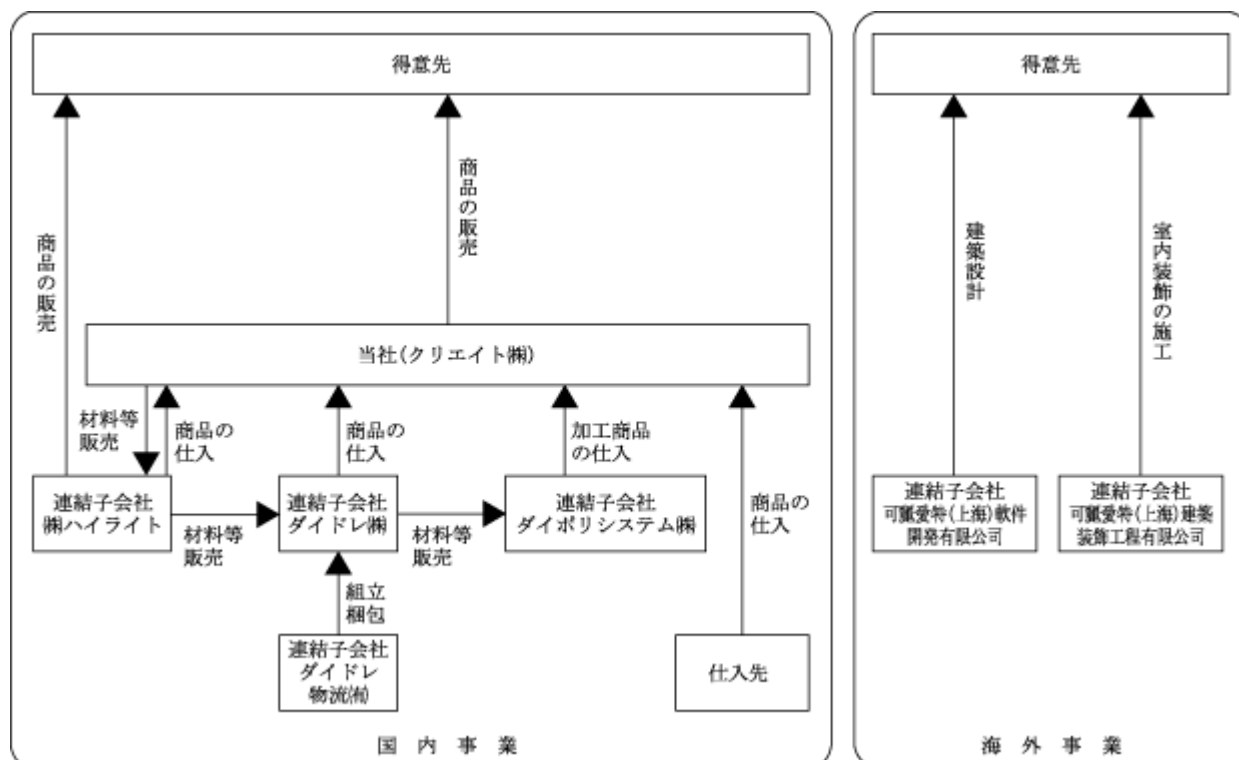 得意先
商品の販売
商品の販売
当社(クリエイト㈱)
材料等
販売
商品の
仕入
商品の
仕入
加工商品
の仕入
商品の
仕入
連結子会社
㈱ハイライト
材料等
販売
連結子会社
ダイドレ㈱
材料等
販売
連結子会社
ダイポリシステム㈱
組立
梱包
連結子会社
ダイドレ
物流㈲
仕入先
国内事業
得意先
建築設計
室内装飾の施工
連結子会社
可麗愛特(上海)軟件
開発有限公司
連結子会社
可麗愛特(上海)建築
装飾工程有限公司
海外事業